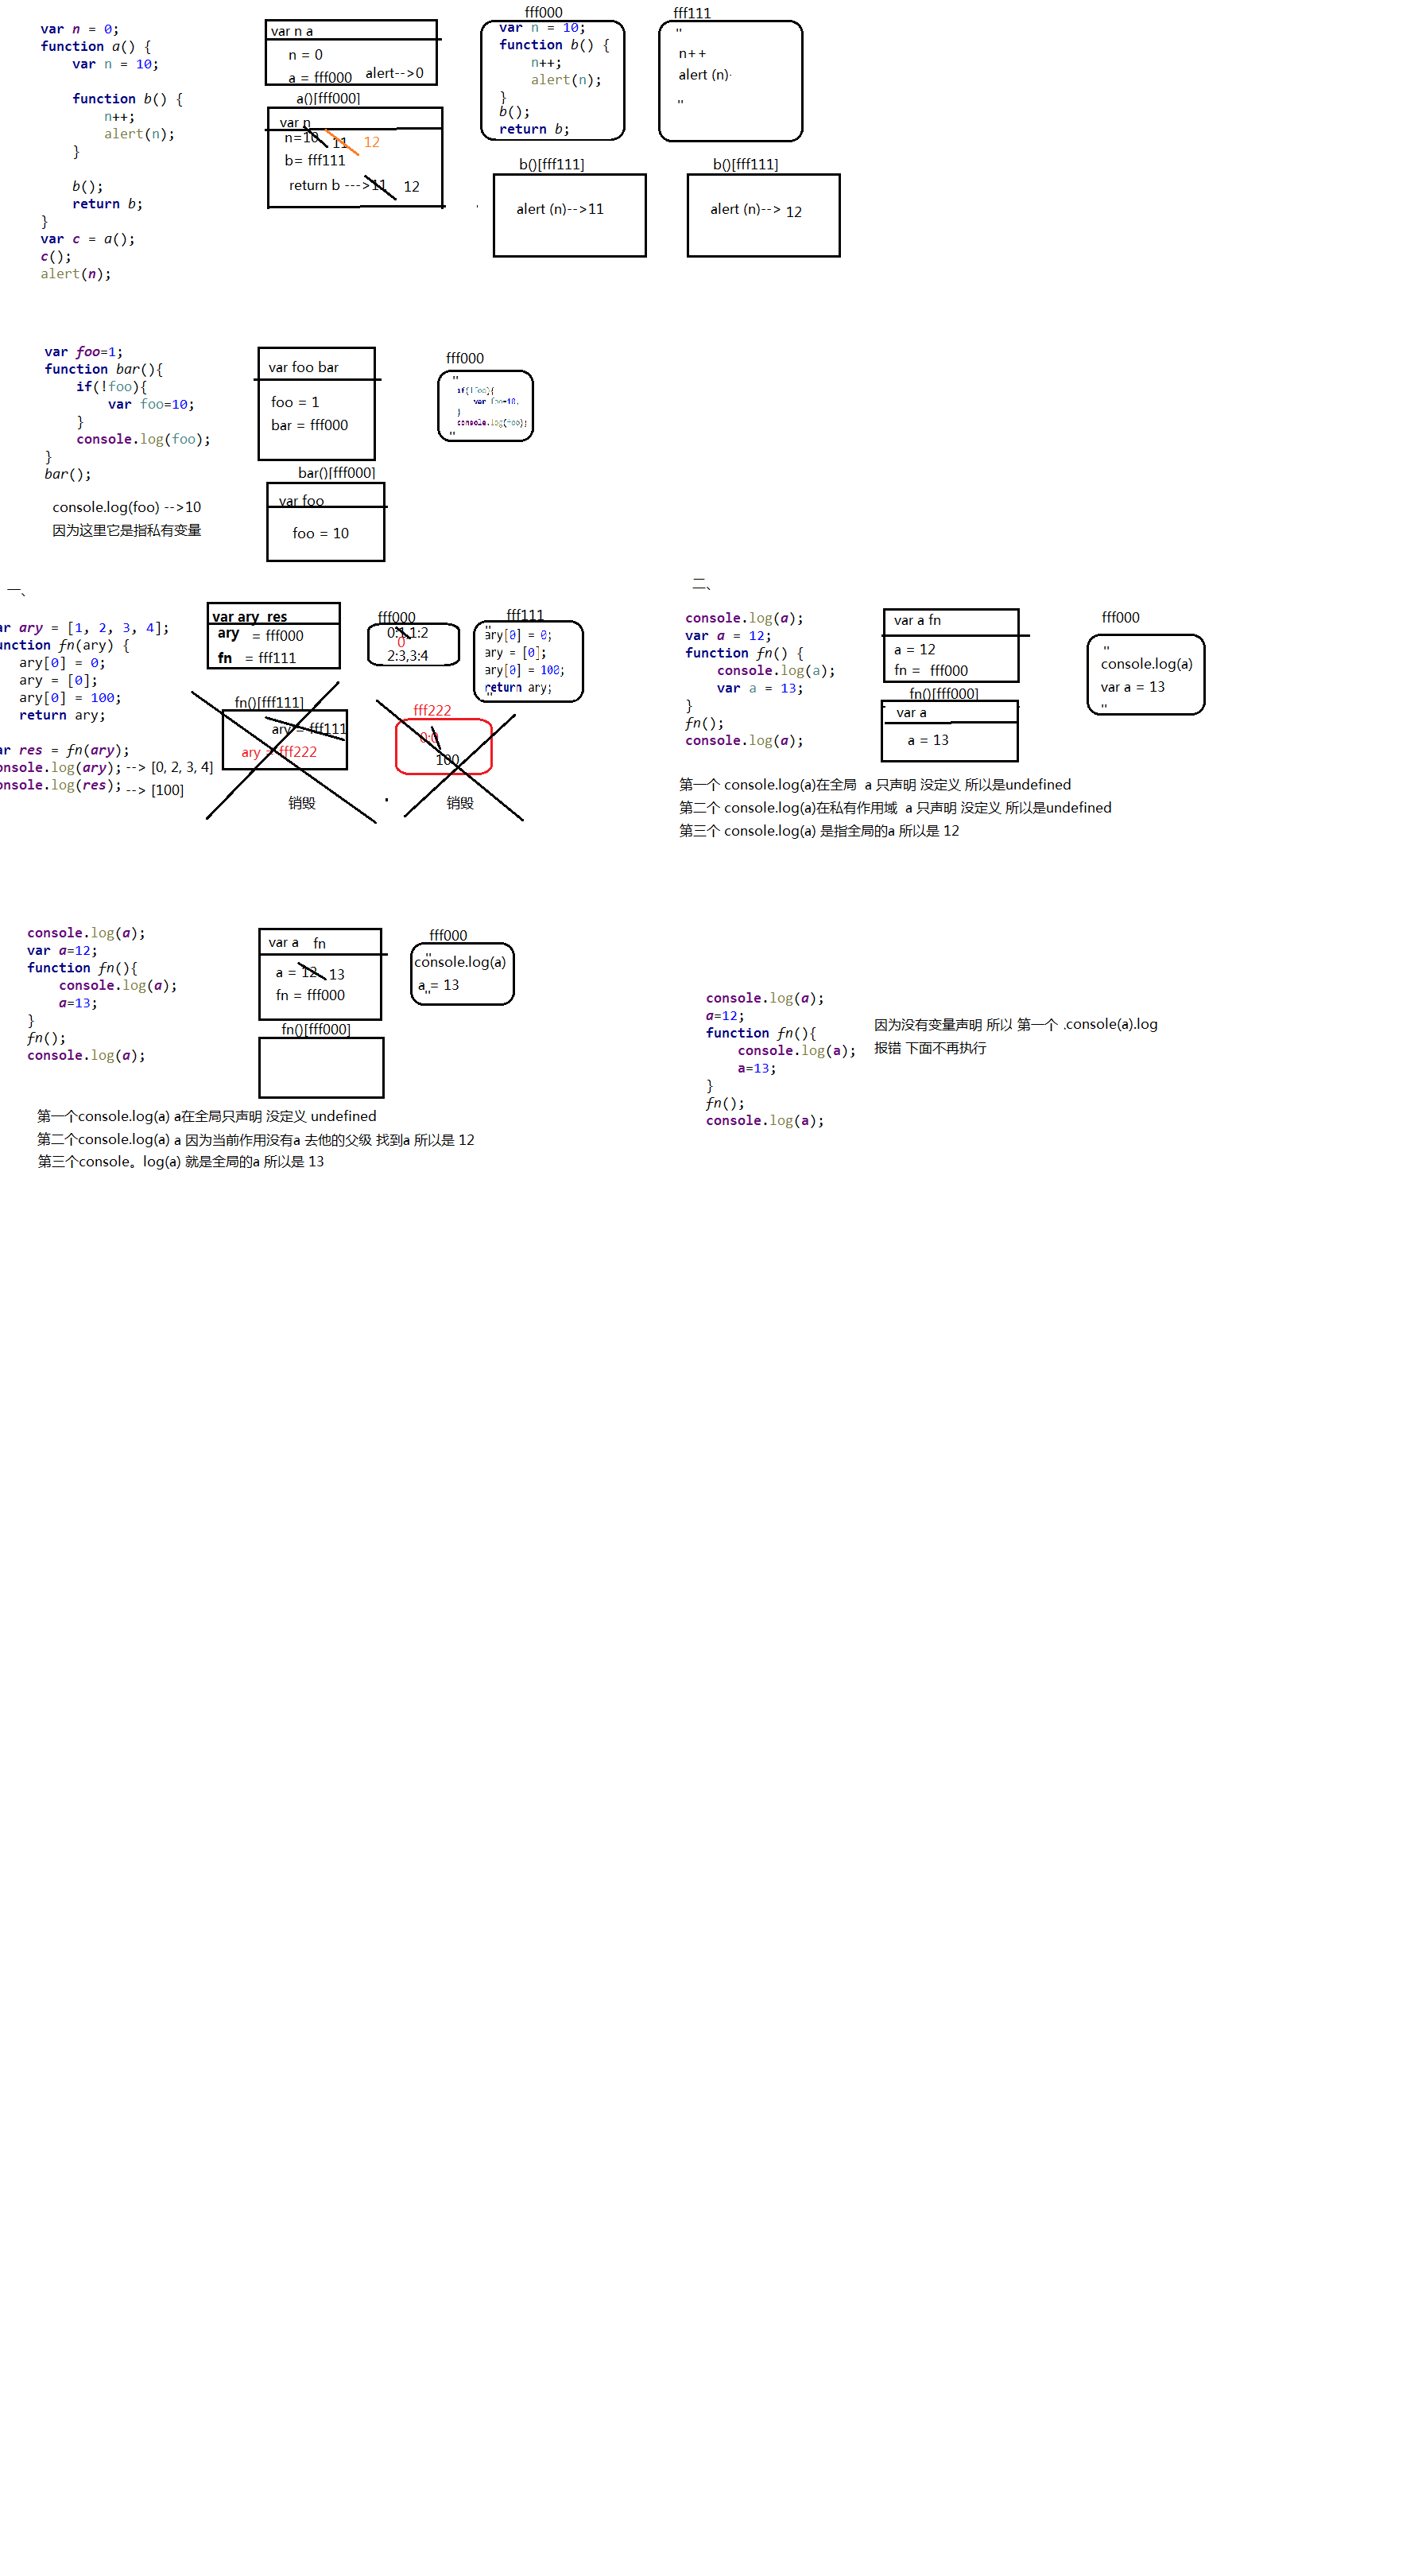 var n = 0;
function a() {
var n = 10;
function b() {
n++;
alert(n);
}
b();
return b;
}
var c = a();
c();
alert(n);
var n a
n = 0
a = fff000 alert-->0
a()[fff000]
var n
n=10 11 12
b= fff111
return b --->11 12
fff000
var n = 10;
function b() {
n++;
alert(n);
}
b();
return b;
fff111
"
n++
alert (n)
"
b()[fff111]
alert (n)-->11
b()[fff111]
alert (n)--> 12
var foo=1;
function bar(){
if(!foo){
var foo=10;
}
console.log(foo);
}
bar();
console.log(foo) -->10
因为这里它是指私有变量
var foo bar
foo = 1
bar = fff000
bar()[fff000]
var foo
foo = 10
fff000
"
if(!foo){
var foo=10;
}
console.log(foo);
"
一、
ar ary = [1, 2, 3, 4];
unction fn(ary) {
ary[0] = 0;
ary = [0];
ary[0] = 100;
return ary;
ar res = fn(ary);
onsole.log(ary); --> [0, 2, 3, 4]
onsole.log(res); --> [100]
var ary res
ary = fff000
fn = fff111
fn()[fff111]
ary = fff111
ary = fff222
销毁
fff000
0:1,1:2
0
2:3,3:4
fff111
"
ary[0] = 0;
ary = [0];
ary[0] = 100;
return ary;
"
fff222
0:0
100
销毁
二、
console.log(a);
var a = 12;
function fn() {
console.log(a);
var a = 13;
}
fn();
console.log(a);
var a fn
a = 12
fn = fff000
fn()[fff000]
var a
a = 13
fff000
"
console.log(a)
var a = 13
"
第一个 console.log(a)在全局 a 只声明 没定义 所以是undefined
第二个 console.log(a)在私有作用域 a 只声明 没定义 所以是undefined
第三个 console.log(a) 是指全局的a 所以是 12
console.log(a);
var a=12;
function fn(){
console.log(a);
a=13;
}
fn();
console.log(a);
var a fn
a = 12 13
fn = fff000
fn()[fff000]
fff000
"
console.log(a)
a = 13
"
第一个console.log(a) a在全局只声明 没定义 undefined
第二个console.log(a) a 因为当前作用没有a 去他的父级 找到a 所以是 12
第三个console。log(a) 就是全局的a 所以是 13
console.log(a);
a=12;
function fn(){
console.log(a);
a=13;
}
fn();
console.log(a);
因为没有变量声明 所以 第一个 .console(a).log
报错 下面不再执行